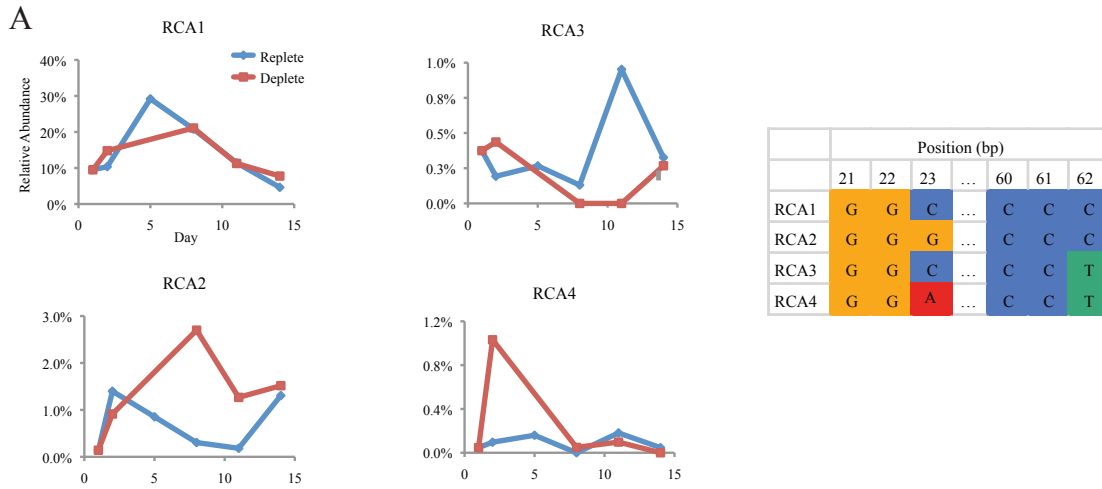 A
RCA1
40%
30%
20%
10%
0%
Relative Abundance
0 5 10 15
Day
Replete
Deplete
RCA3
1.0%
0.8%
0.5%
0.3%
0.0%
0 5 10 15
RCA2
3.0%
2.0%
1.0%
0.0%
0 5 10 15
RCA4
1.2%
0.8%
0.4%
0.0%
0 5 10 15
Position (bp)
21 22 23 ... 60 61 62
RCA1 G G C ... C C C
RCA2 G G G ... C C C
RCA3 G G C ... C C T
RCA4 G G A ... C C T